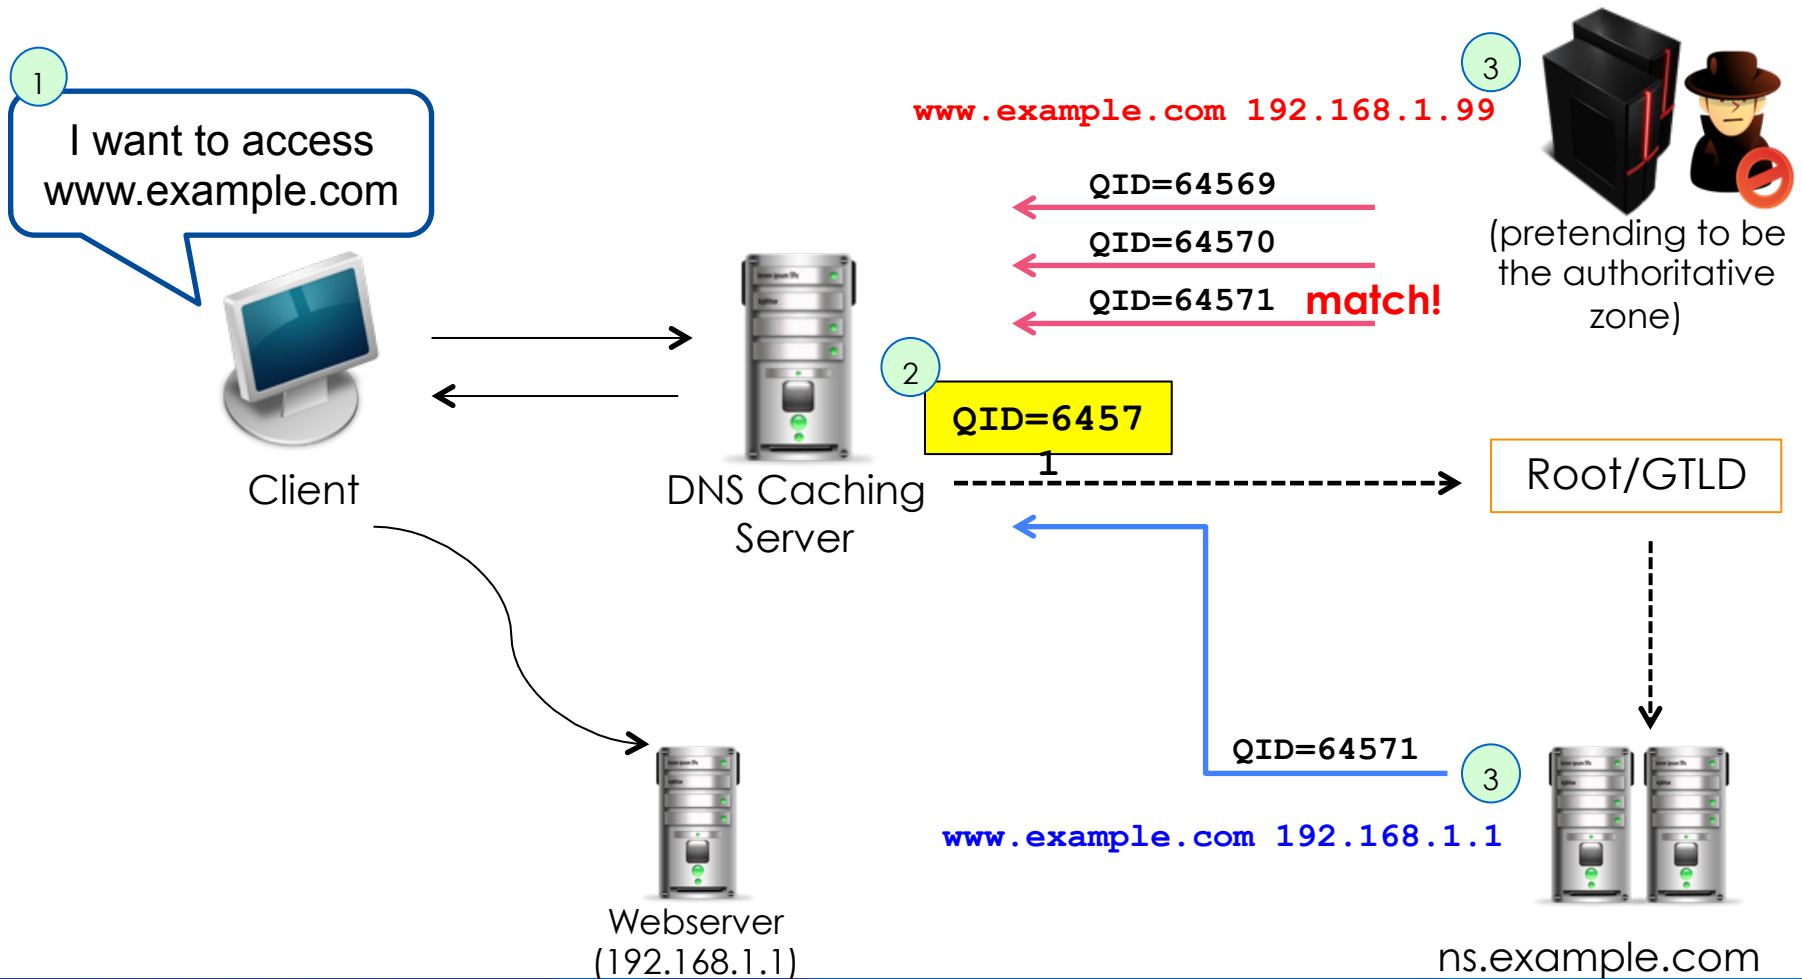 1
I want to access
www.example.com
www.example.com 192.168.1.99
3
QID=64569
QID=64570
QID=64571 match!
(pretending to be
the authoritative
zone)
2
QID=6457
1
Client
DNS Caching
Server
Root/GTLD
QID=64571
3
www.example.com 192.168.1.1
Webserver
(192.168.1.1)
ns.example.com